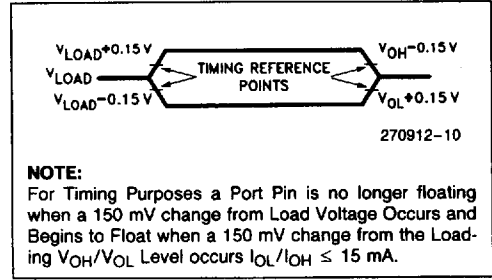 VLOAD+0.15 V
VOH-0.15 V
VLOAD
TIMING REFERENCE
POINTS
VLOAD-0.15 V
VOL+0.15 V
270912-10
NOTE:
For Timing Purposes a Port Pin is no longer floating
when a 150 mV change from Load Voltage Occurs and
Begins to Float when a 150 mV change from the Load-
ing VOH/VOL Level occurs IOL/IOH ≤ 15 mA.